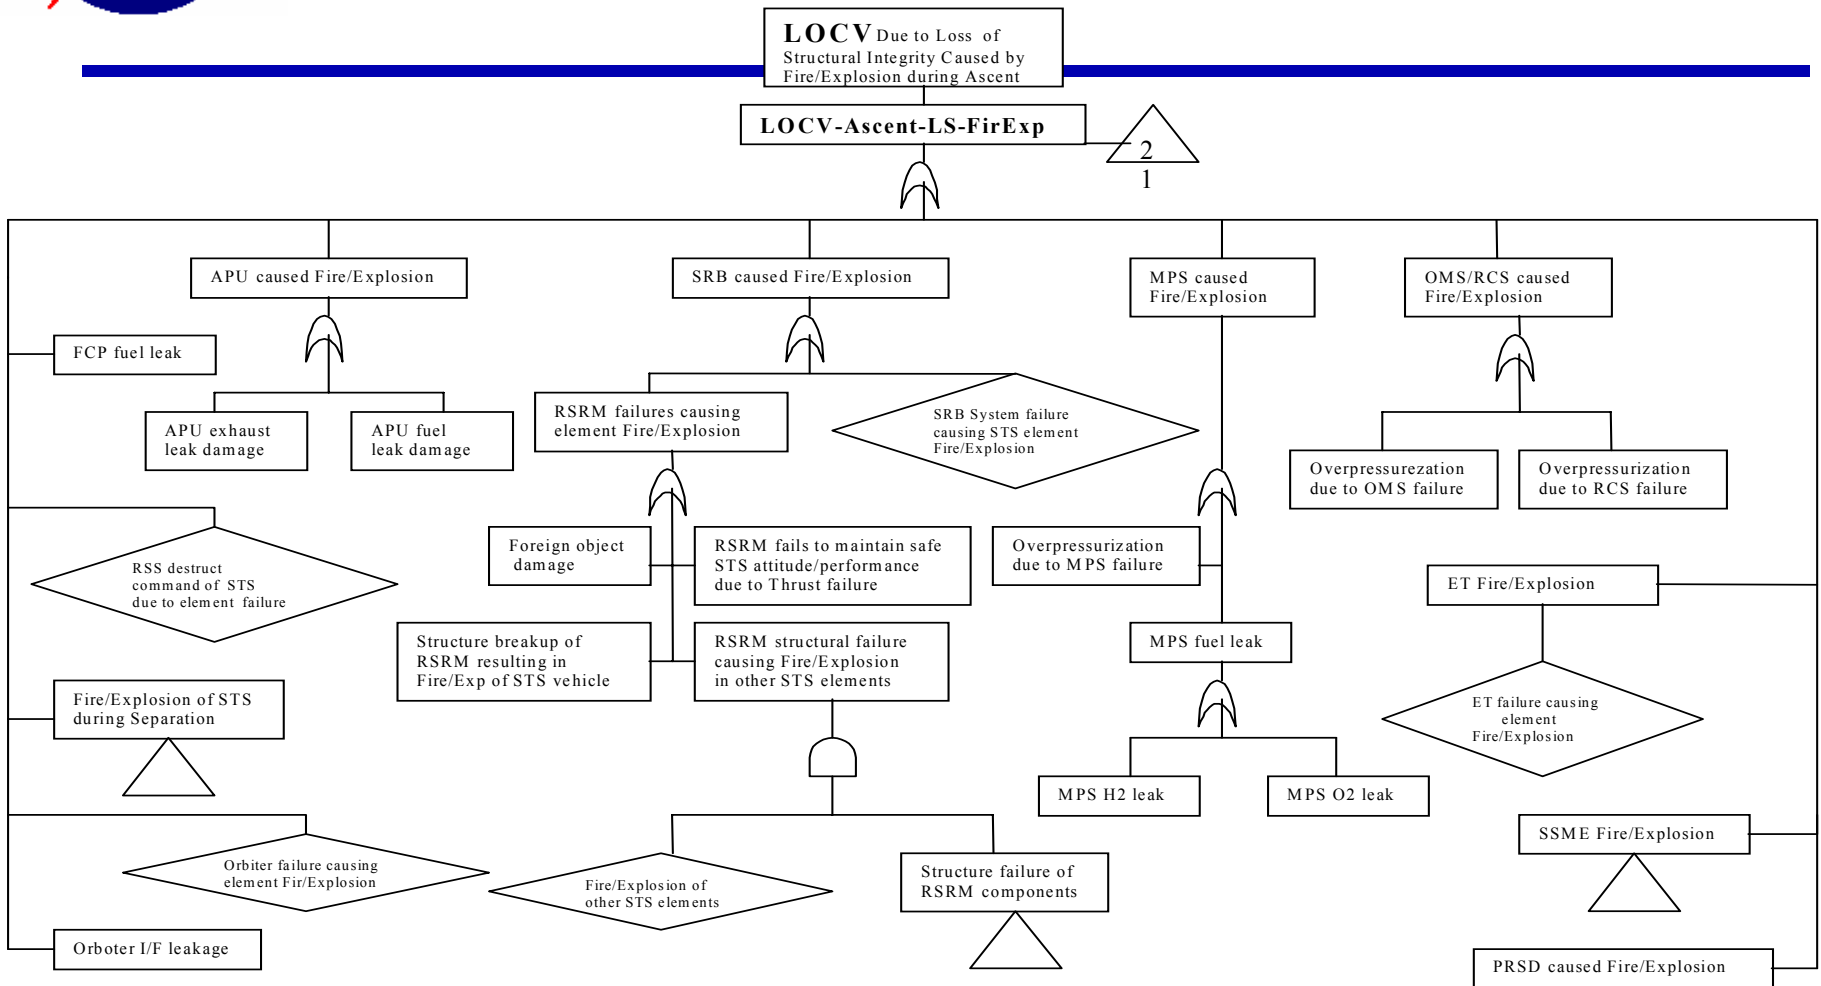 LOCV Due to Loss of
Structural Integrity Caused by
Fire/Explosion during Ascent
LOCV-Ascent-LS-FirExp
2
1
APU caused Fire/Explosion
SRB caused Fire/Explosion
MPS caused
Fire/Explosion
OMS/RCS caused
Fire/Explosion
FCP fuel leak
APU exhaust
leak damage
APU fuel
leak damage
RSRM failures causing
element Fire/Explosion
SRB System failure
causing STS element
Fire/Explosion
Overpressurezation
due to OMS failure
Overpressurization
due to RCS failure
RSS destruct
command of STS
due to element failure
Foreign object
damage
RSRM fails to maintain safe
STS attitude/performance
due to Thrust failure
Overpressurization
due to MPS failure
ET Fire/Explosion
Structure breakup of
RSRM resulting in
Fire/Exp of STS vehicle
RSRM structural failure
causing Fire/Explosion
in other STS elements
MPS fuel leak
Fire/Explosion of STS
during Separation
ET failure causing
element
Fire/Explosion
MPS H2 leak
MPS O2 leak
SSME Fire/Explosion
Orbiter failure causing
element Fir/Explosion
Fire/Explosion of
other STS elements
Structure failure of
RSRM components
Orboter I/F leakage
PRSD caused Fire/Explosion